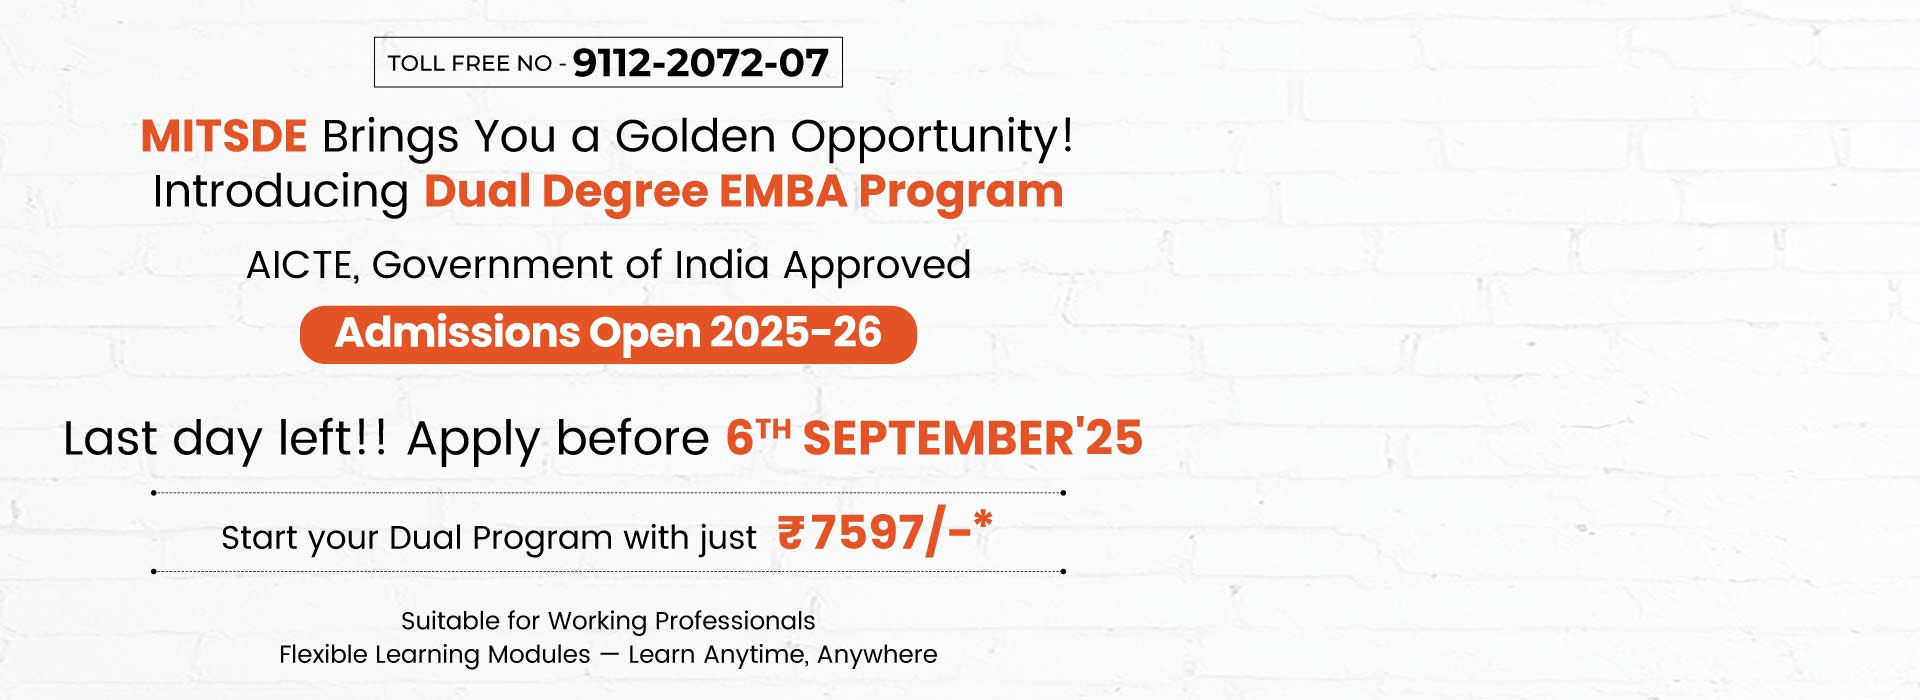 TOLL FREE NO - 9112-2072-07
MITSDE Brings You a Golden Opportunity!
Introducing Dual Degree EMBA Program
AICTE, Government of India Approved
Admissions Open 2025-26
Last day left!! Apply before 6TH SEPTEMBER'25
Start your Dual Program with just ₹7597/-*
Suitable for Working Professionals
Flexible Learning Modules — Learn Anytime, Anywhere